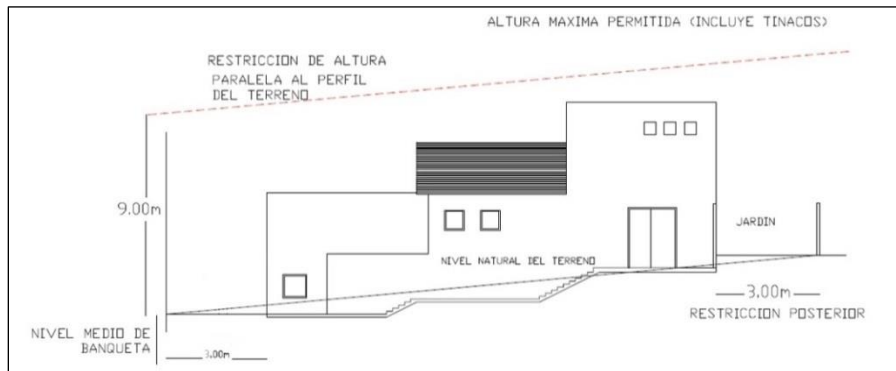 ALTURA MAXIMA PERMITIDA (INCLUYE TINACOS)
RESTRICCION DE ALTURA
PARALELA AL PERFIL
DEL TERRENO
9.00m
JARDIN
NIVEL NATURAL DEL TERRENO
3.00m
RESTRICCION POSTERIOR
NIVEL MEDIO DE
BANQUETA
3.00m